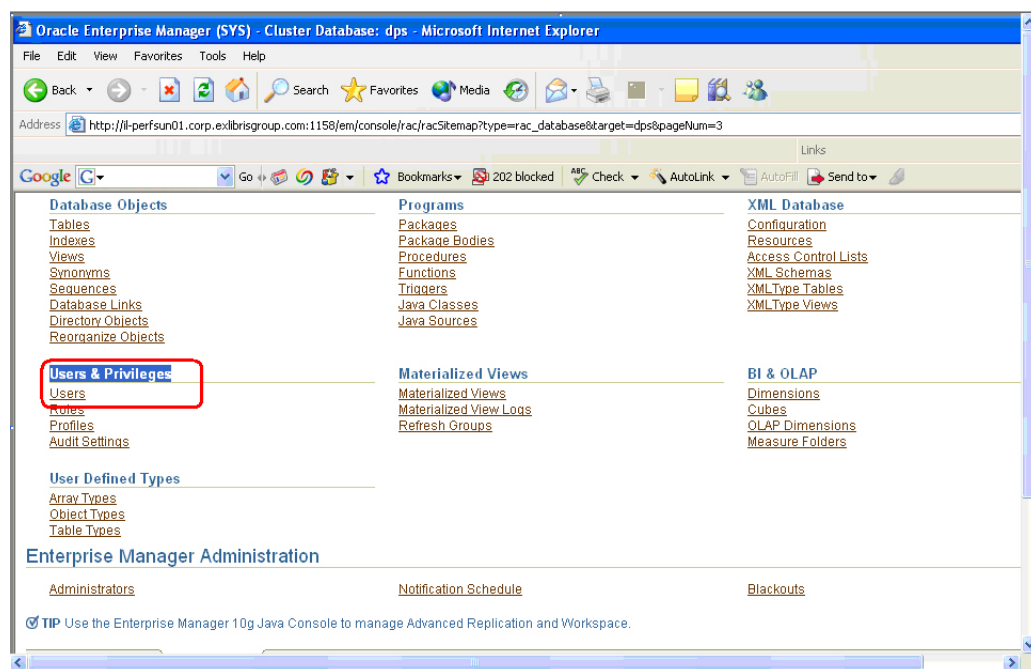 Oracle Enterprise Manager (SYS) - Cluster Database: dps - Microsoft Internet Explorer
File Edit View Favorites Tools Help
Back Search Favorites Media
Address http://il-perfsun01.corp.exlibrisgroup.com:1158/em/console/rac/racSitemap?type=rac_database&target=dps&pageNum=3
Links
Google G Go Bookmarks 202 blocked ABC Check AutoLink AutoFill Send to
Database Objects
Tables
Indexes
Views
Synonyms
Sequences
Database Links
Directory Objects
Reorganize Objects
Programs
Packages
Package Bodies
Procedures
Functions
Triggers
Java Classes
Java Sources
XML Database
Configuration
Resources
Access Control Lists
XML Schemas
XMLType Tables
XMLType Views
Users & Privileges
Users
Roles
Profiles
Audit Settings
Materialized Views
Materialized Views
Materialized View Logs
Refresh Groups
BI & OLAP
Dimensions
Cubes
OLAP Dimensions
Measure Folders
User Defined Types
Array Types
Object Types
Table Types
Enterprise Manager Administration
Administrators Notification Schedule Blackouts
TIP Use the Enterprise Manager 10g Java Console to manage Advanced Replication and Workspace.